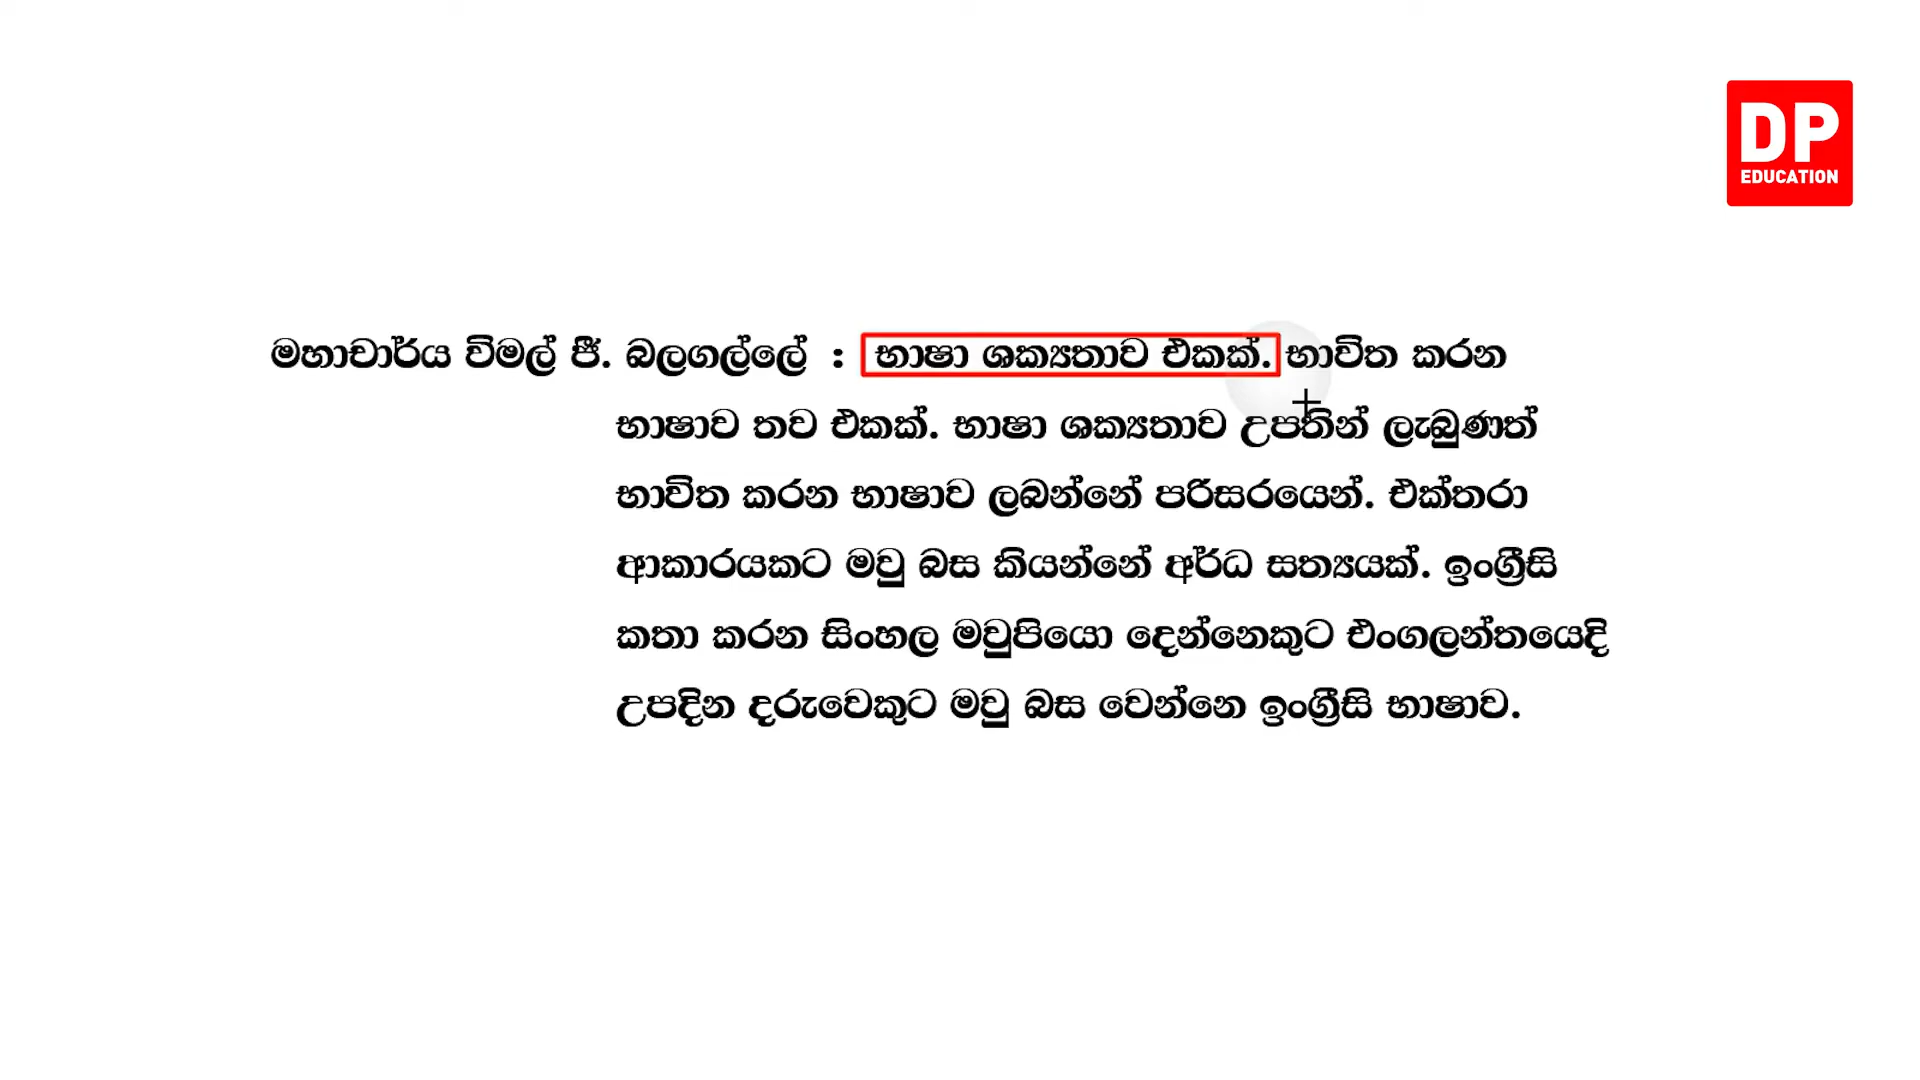 DP
EDUCATION
මහාචාර්ය විමල් ජී. බලගල්ලේ : භාෂා ශක්‍යතාව එකක්. භාවිත කරන
භාෂාව තව එකක්. භාෂා ශක්‍යතාව උපතින් ලැබුණත්
භාවිත කරන භාෂාව ලබන්නේ පරිසරයෙන්. එක්තරා
ආකාරයකට මවු බස කියන්නේ අර්ධ සත්‍යයක්. ඉංග්‍රීසි
කතා කරන සිංහල මවුපියො දෙන්නෙකුට එංගලන්තයෙදි
උපදින දරුවෙකුට මවු බස වෙන්නෙ ඉංග්‍රීසි භාෂාව.